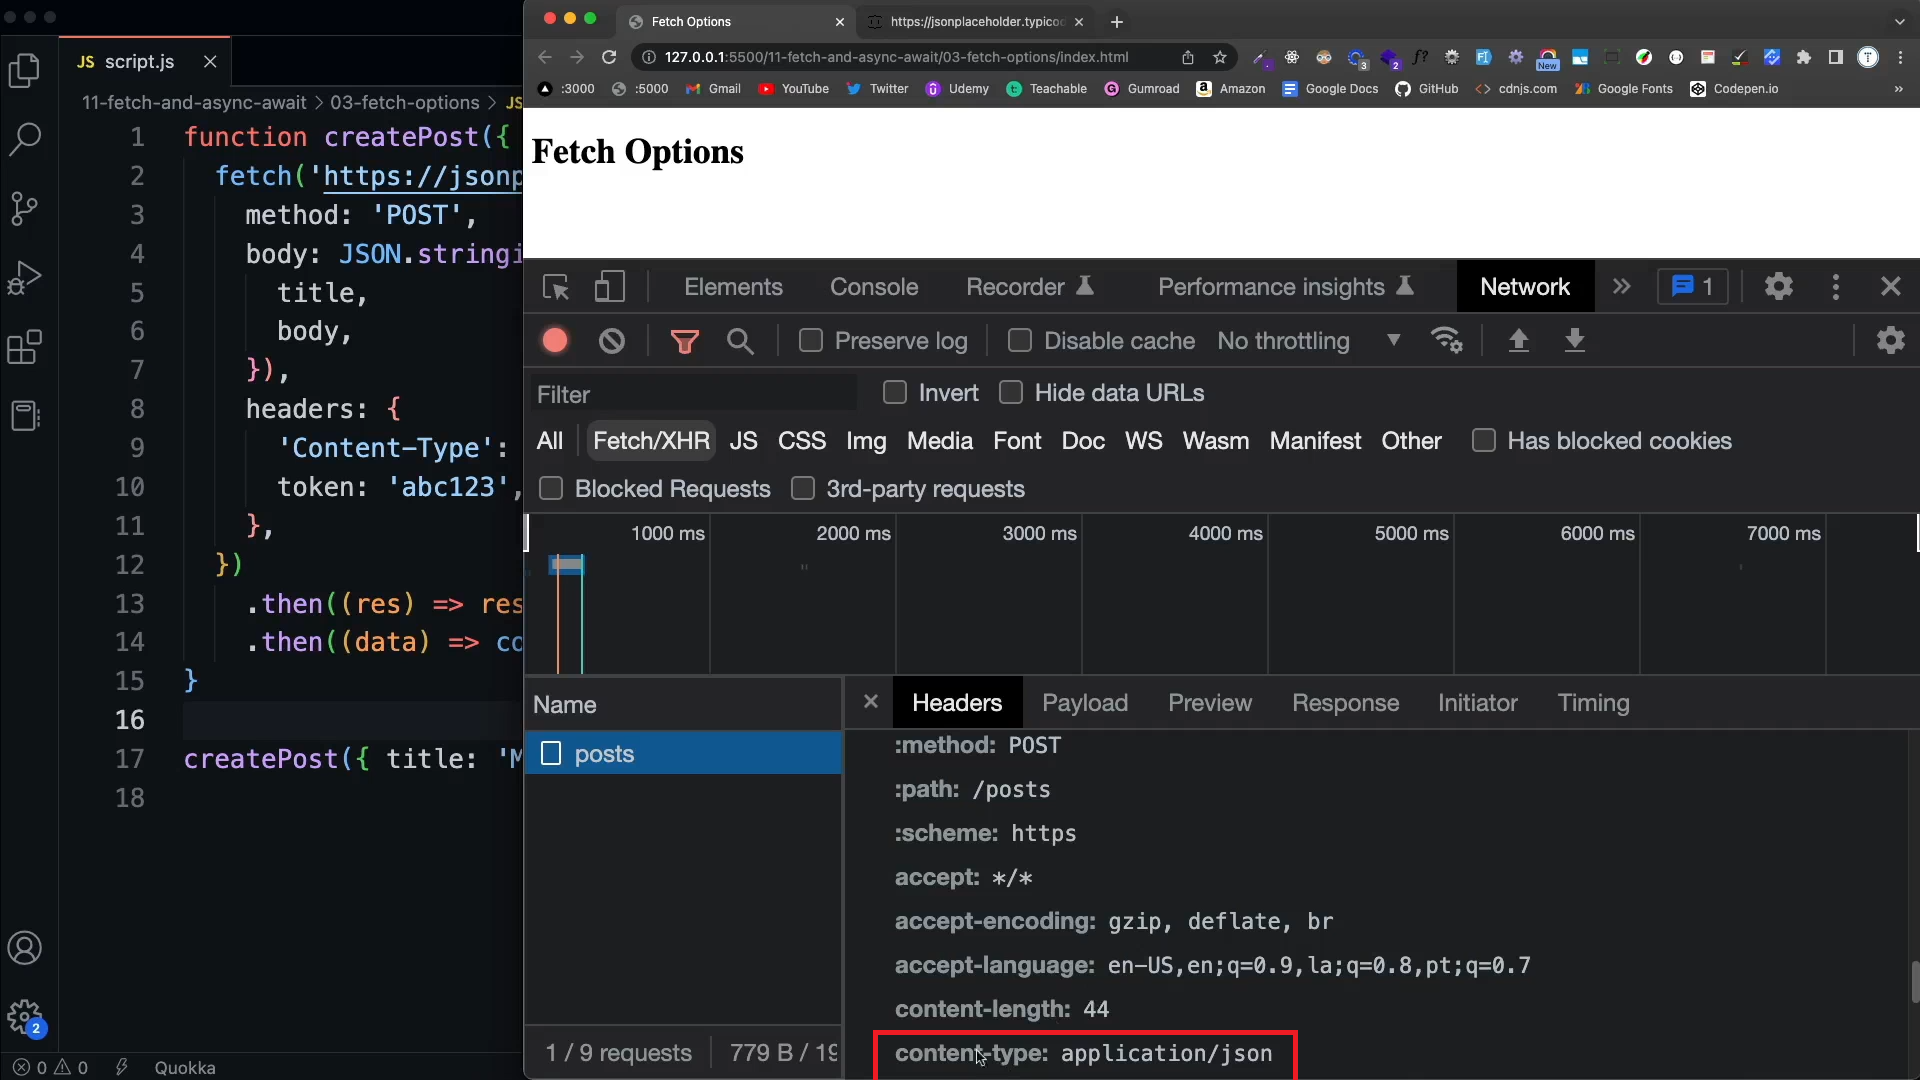 JS script.js
11-fetch-and-async-await > 03-fetch-options > JS
1 function createPost({
2 fetch('https://jsonp
3 method: 'POST',
4 body: JSON.stringi
5 title,
6 body,
7 }),
8 headers: {
9 'Content-Type':
10 token: 'abc123',
11 },
12 })
13 .then((res) => res
14 .then((data) => co
15 }
16
17 createPost({ title: 'M
18
2
0 0 Quokka
Fetch Options
https://jsonplaceholder.typicod
127.0.0.1:5500/11-fetch-and-async-await/03-fetch-options/index.html
3 2 f? New T
:3000 :5000 Gmail YouTube Twitter Udemy Teachable Gumroad Amazon Google Docs GitHub cdnjs.com Google Fonts Codepen.io »
Fetch Options
Elements Console Recorder Performance insights Network » 1
Preserve log Disable cache No throttling
Filter Invert Hide data URLs
All Fetch/XHR JS CSS Img Media Font Doc WS Wasm Manifest Other Has blocked cookies
Blocked Requests 3rd-party requests
1000 ms 2000 ms 3000 ms 4000 ms 5000 ms 6000 ms 7000 ms
Name
posts
1 / 9 requests 779 B / 19
Headers Payload Preview Response Initiator Timing
:method: POST
:path: /posts
:scheme: https
accept: */*
accept-encoding: gzip, deflate, br
accept-language: en-US,en;q=0.9,la;q=0.8,pt;q=0.7
content-length: 44
content-type: application/json